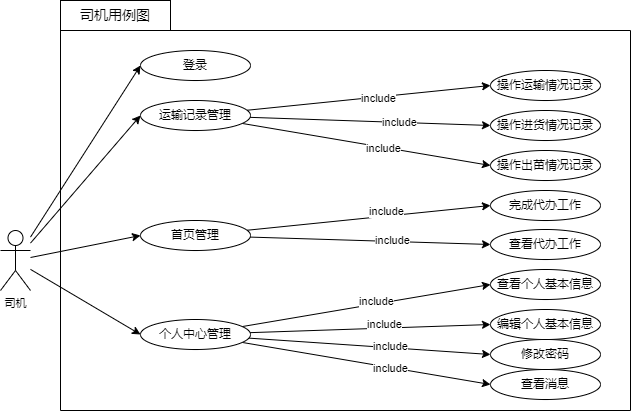 司机用例图
登录
操作运输情况记录
include
运输记录管理
include
操作进货情况记录
include
操作出苗情况记录
完成代办工作
include
首页管理
include
查看代办工作
司机
查看个人基本信息
include
个人中心管理
include
编辑个人基本信息
include
修改密码
include
查看消息